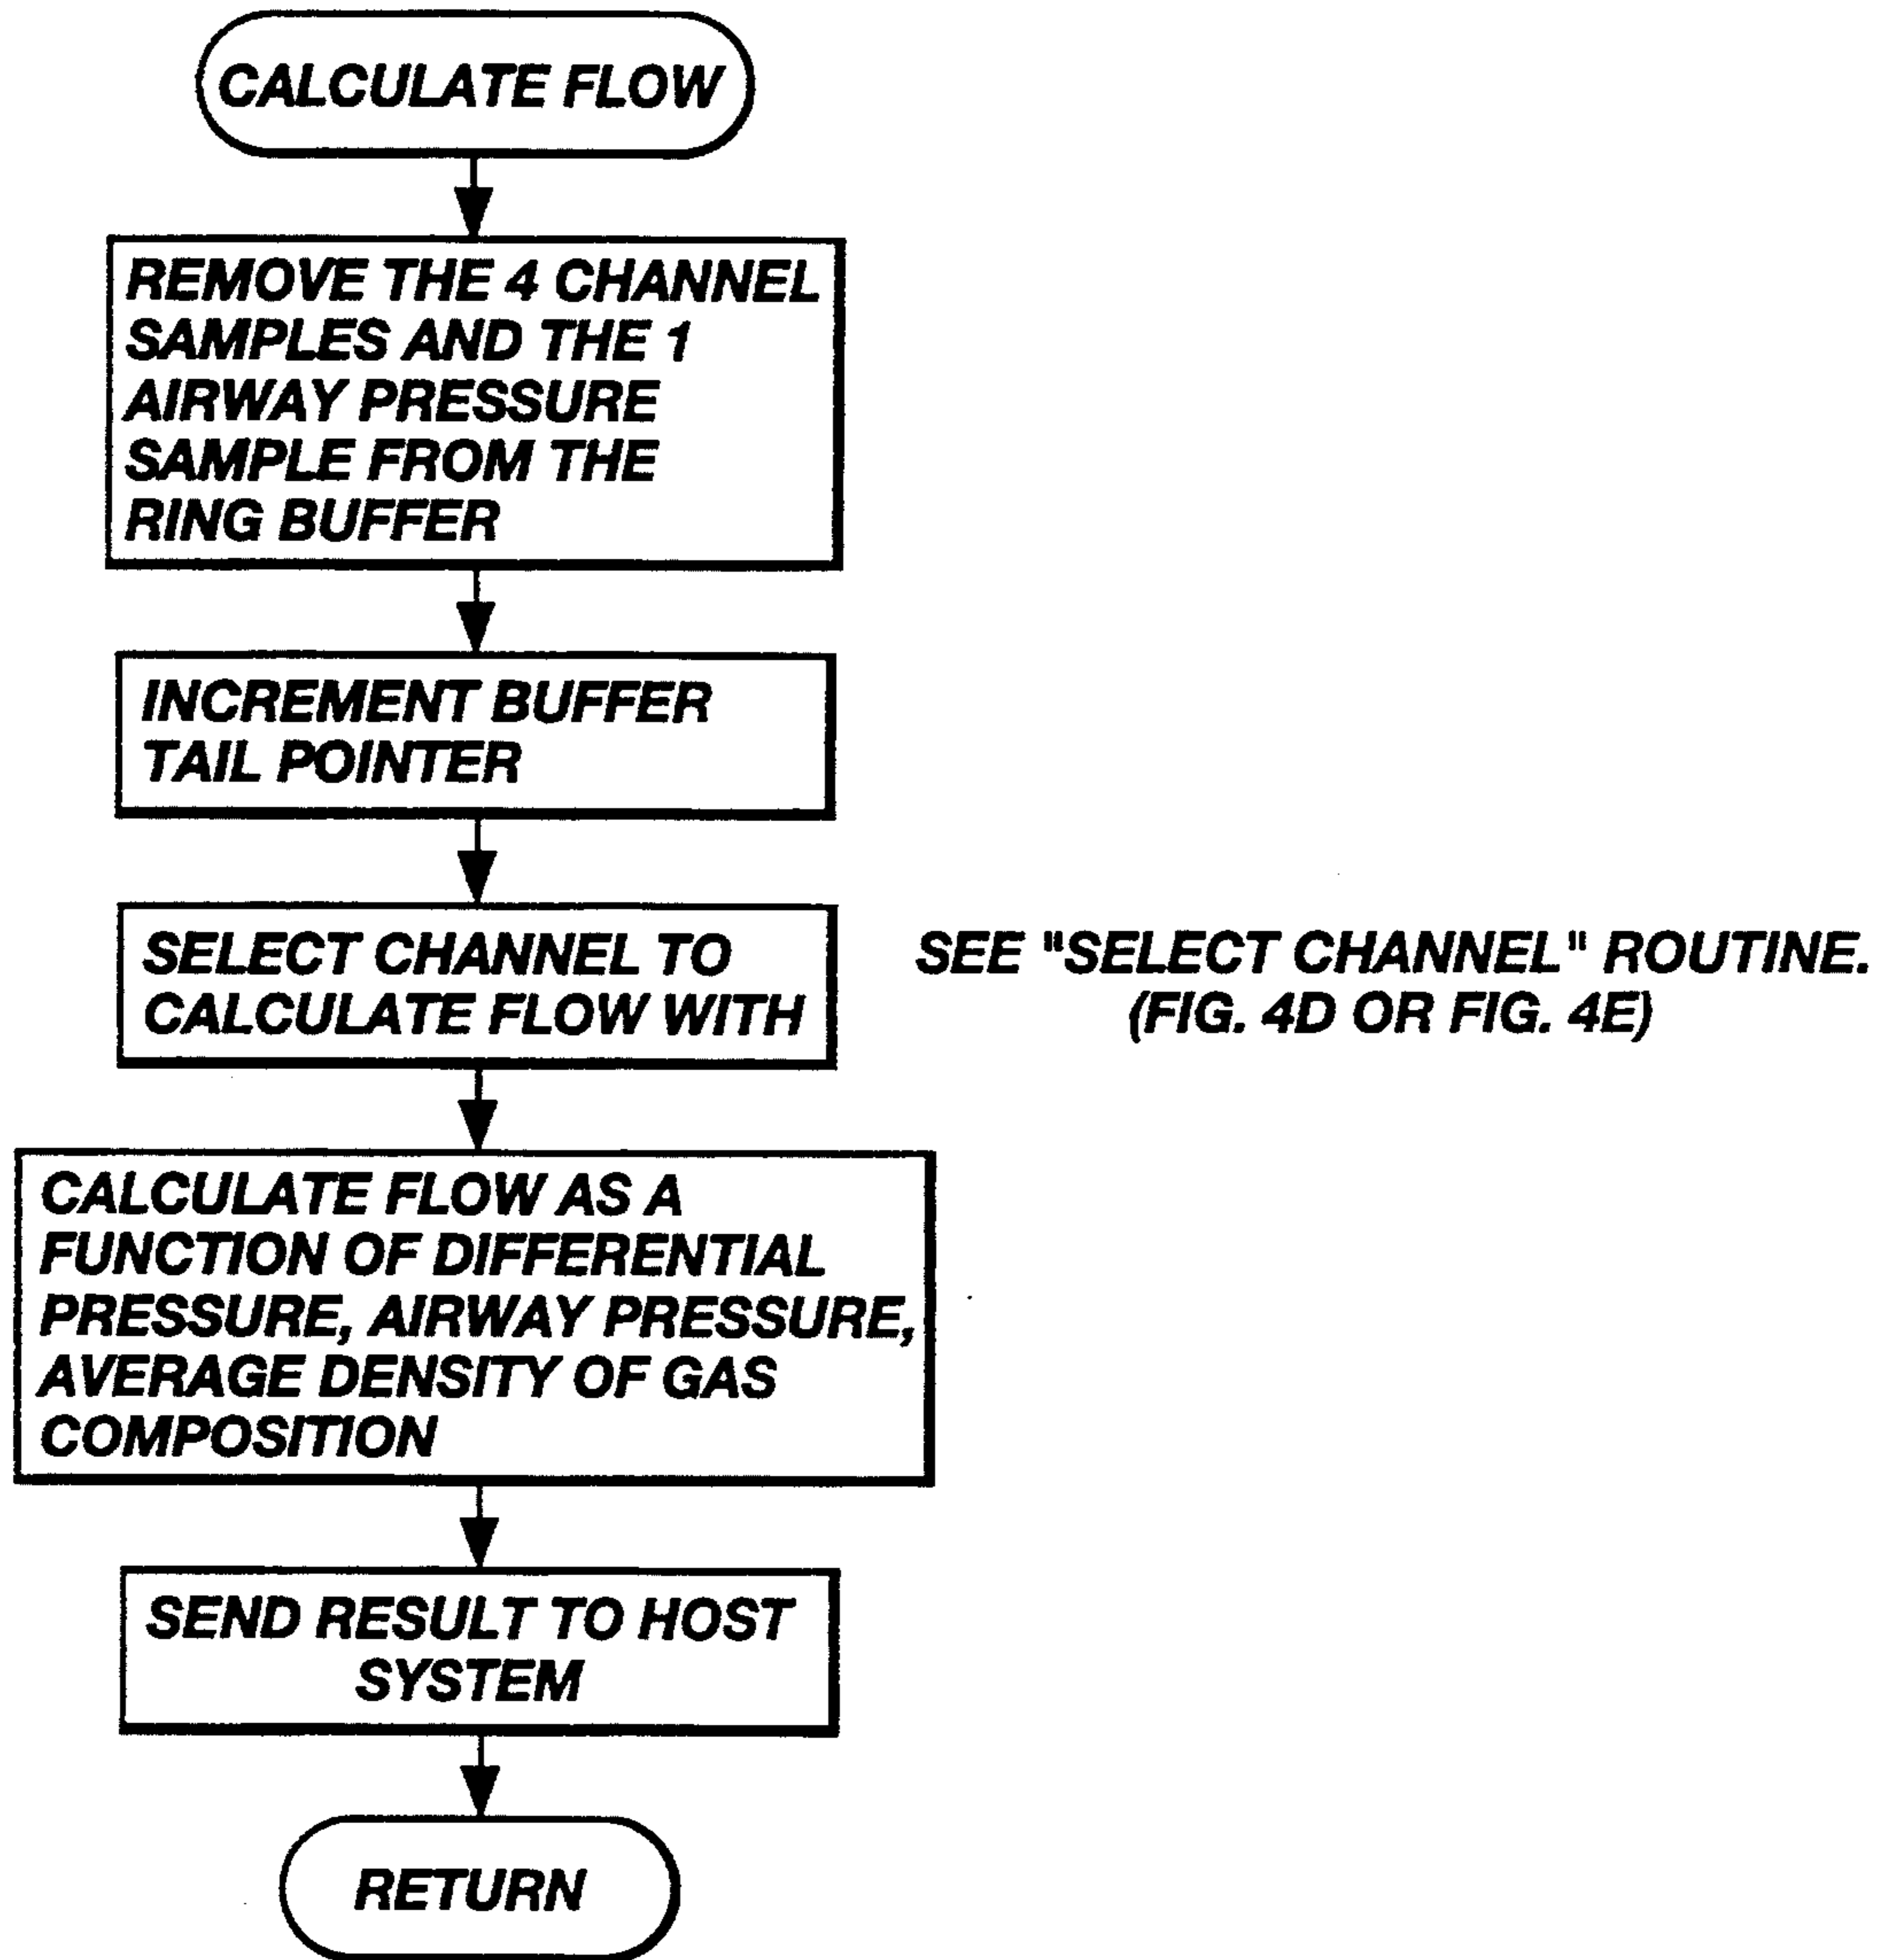 CALCULATE FLOW
REMOVE THE 4 CHANNEL
SAMPLES AND THE 1
AIRWAY PRESSURE
SAMPLE FROM THE
RING BUFFER
INCREMENT BUFFER
TAIL POINTER
SELECT CHANNEL TO
CALCULATE FLOW WITH
SEE "SELECT CHANNEL" ROUTINE.
(FIG. 4D OR FIG. 4E)
CALCULATE FLOW AS A
FUNCTION OF DIFFERENTIAL
PRESSURE, AIRWAY PRESSURE,
AVERAGE DENSITY OF GAS
COMPOSITION
SEND RESULT TO HOST
SYSTEM
RETURN